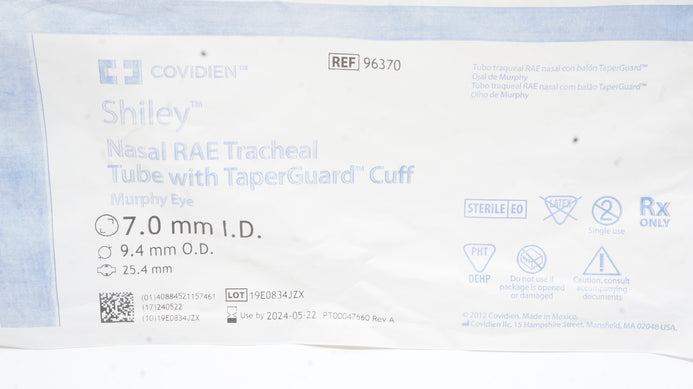 COVIDIEN™
REF 96370
Tubo traqueal RAE nasal con balón TaperGuard™
Ojal de Murphy
Tubo traqueal RAE nasal com balão TaperGuard™
Olho de Murphy
Shiley™
Nasal RAE Tracheal
Tube with TaperGuard™ Cuff
Murphy Eye
7.0 mm I.D.
9.4 mm O.D.
25.4 mm
STERILE EO
LATEX
2
Single use
Rx
ONLY
PHT
DEHP
Do not use if
package is opened
or damaged
!
Caution, consult
accompanying
documents
(01)40884521157461
(17)240522
(10)19E0834JZX
LOT 19E0834JZX
Use by 2024-05-22 PT00047660 Rev A
© 2012 Covidien. Made in Mexico.
Covidien llc, 15 Hampshire Street, Mansfield, MA 02048 USA.